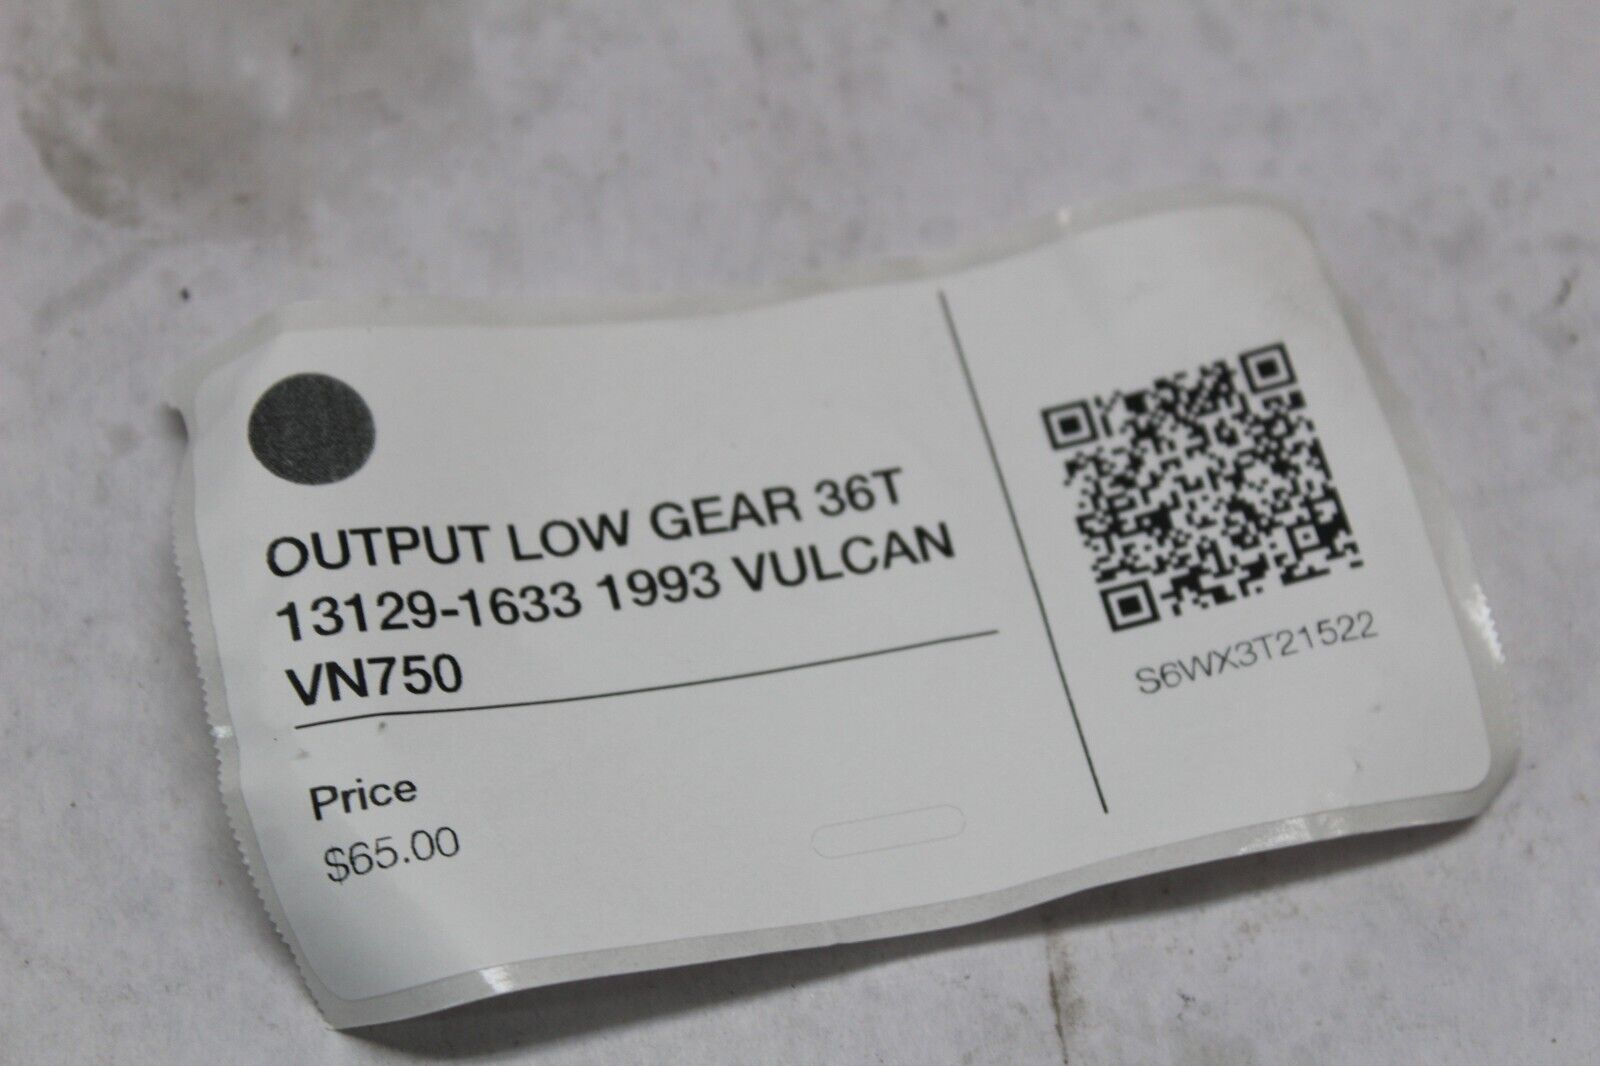 OUTPUT LOW GEAR 36T
13129-1633 1993 VULCAN
VN750
Price
$65.00
S6WX3T21522